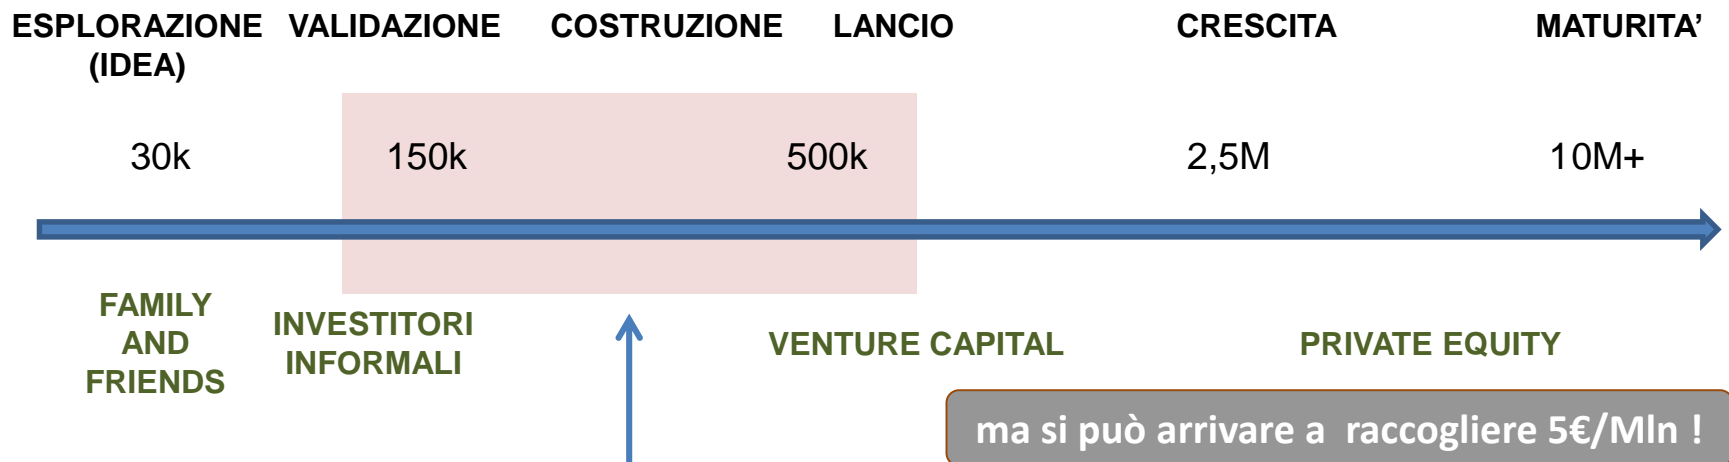 ESPLORAZIONE VALIDAZIONE COSTRUZIONE LANCIO CRESCITA MATURITA’
(IDEA)
30k 150k 500k 2,5M 10M+
FAMILY
AND
FRIENDS
INVESTITORI
INFORMALI
VENTURE CAPITAL
PRIVATE EQUITY
ma si può arrivare a raccogliere 5€/Mln !